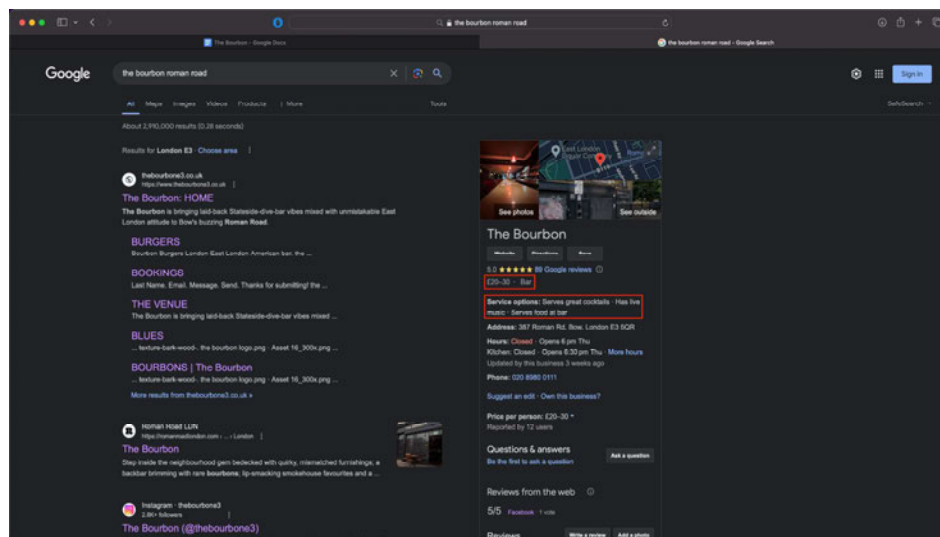 the bourbon roman road
The Bourbon - Google Docs
the bourbon roman road - Google Search
Google
the bourbon roman road
Sign in
All Maps Images Videos Products More
Tools
SafeSearch
About 2,910,000 results (0.28 seconds)
Results for London E3 · Choose area
thebourbone3.co.uk
https://www.thebourbone3.co.uk
The Bourbon: HOME
The Bourbon is bringing laid-back Stateside-dive-bar vibes mixed with unmistakable East
London attitude to Bow's buzzing Roman Road.
BURGERS
Bourbon Burgers London East London American bar, the ...
BOOKINGS
Last Name. Email. Message. Send. Thanks for submitting! the ...
THE VENUE
The Bourbon is bringing laid-back Stateside-dive-bar vibes mixed ...
BLUES
... texture-bark-wood-. the bourbon logo.png · Asset 16_300x.png ...
BOURBONS | The Bourbon
... texture-bark-wood-. the bourbon logo.png · Asset 16_300x.png ...
More results from thebourbone3.co.uk »
Roman Road LDN
https://romanroadlondon.com › ... › London
The Bourbon
Step inside the neighbourhood gem bedecked with quirky, mismatched furnishings, a
backbar brimming with rare bourbons, lip-smacking smokehouse favourites and a ...
Instagram · thebourbone3
2.8K+ followers
The Bourbon (@thebourbone3)
East London
Liquor Company
See photos
See outside
The Bourbon
Website Directions Save
5.0 ★★★★★ 89 Google reviews
£20–30 · Bar
Service options: Serves great cocktails · Has live
music · Serves food at bar
Address: 387 Roman Rd, Bow, London E3 5QR
Hours: Closed · Opens 6 pm Thu
Kitchen: Closed · Opens 6:30 pm Thu · More hours
Updated by this business 3 weeks ago
Phone: 020 8980 0111
Suggest an edit · Own this business?
Price per person: £20–30
Reported by 12 users
Questions & answers
Be the first to ask a question
Ask a question
Reviews from the web
5/5 Facebook · 1 vote
Reviews
Write a review
Add a photo